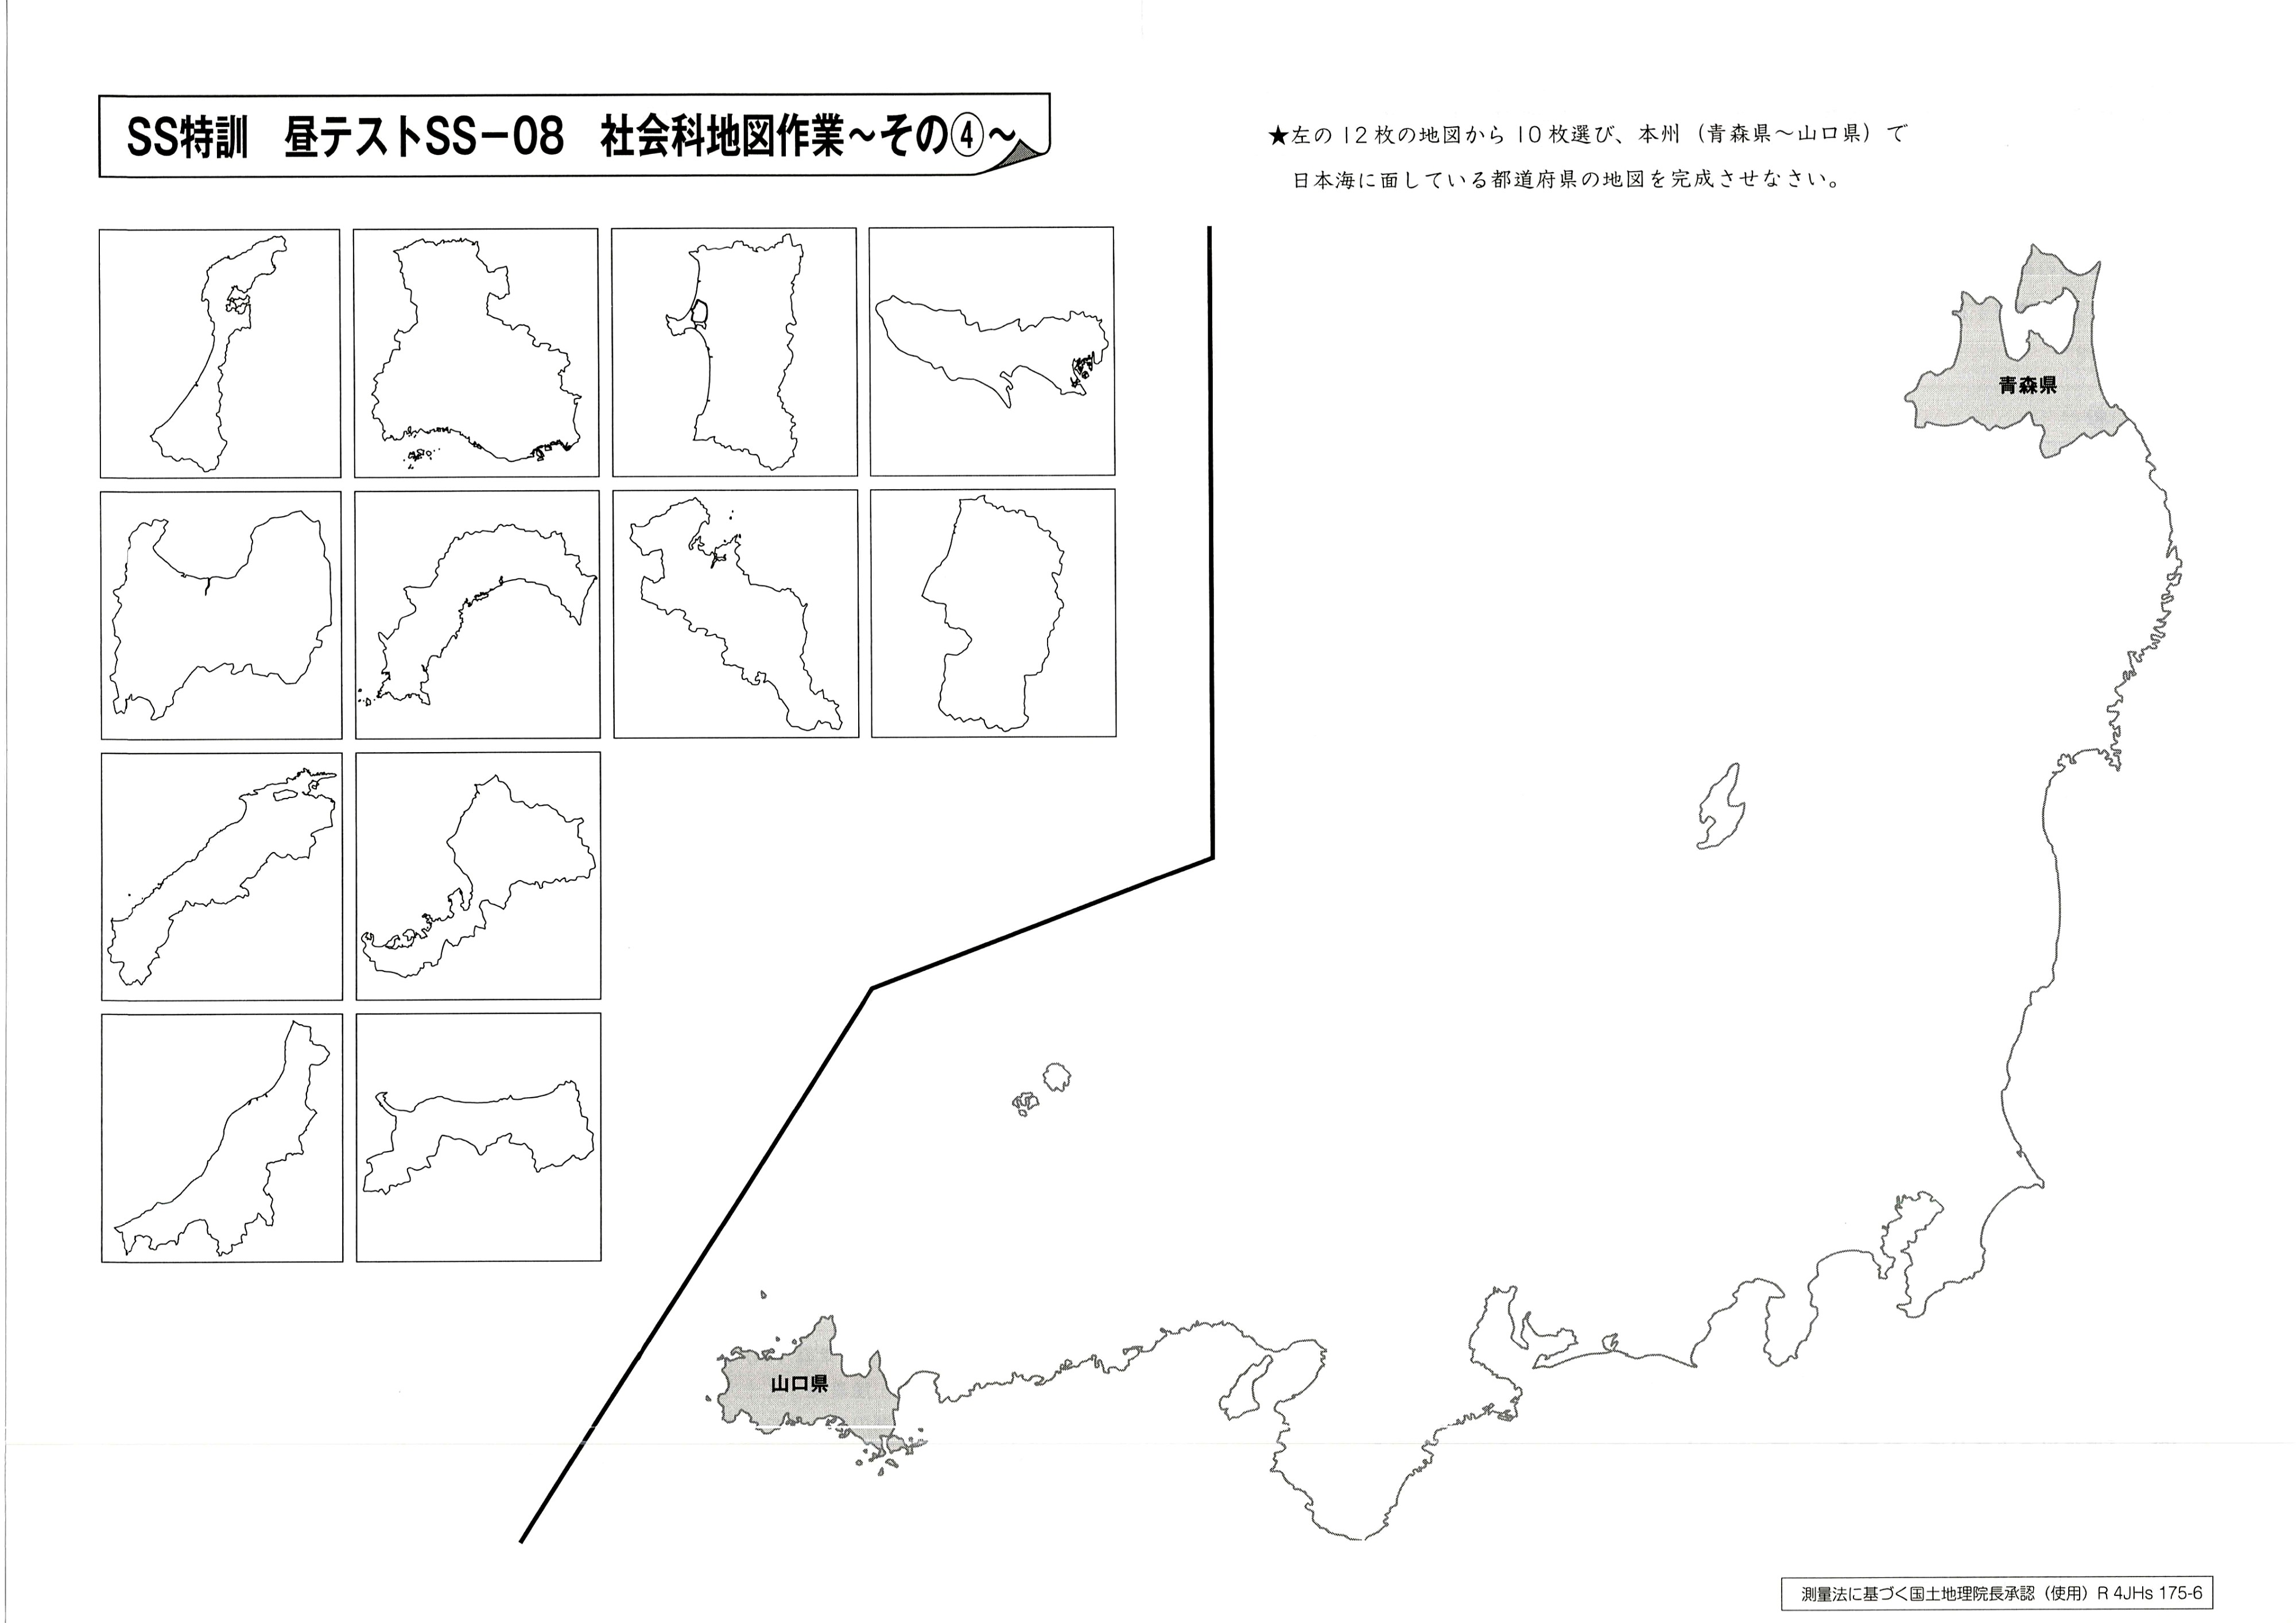 SS特訓　昼テストSS－08　社会科地図作業～その④～
★左の12枚の地図から10枚選び、本州（青森県～山口県）で
日本海に面している都道府県の地図を完成させなさい。
青森県
山口県
測量法に基づく国土地理院長承認（使用）R 4JHs 175-6